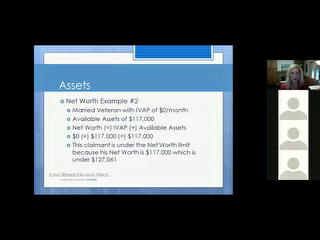 Assets
Net Worth Example #2
Married Veteran with IVAP of $0/month
Available Assets of $117,000
Net Worth (=) IVAP (+) Available Assets
$0 (+) $117,000 (=) $117,000
This claimant is under the Net Worth limit
because his Net Worth is $117,000 which is
under $127,061